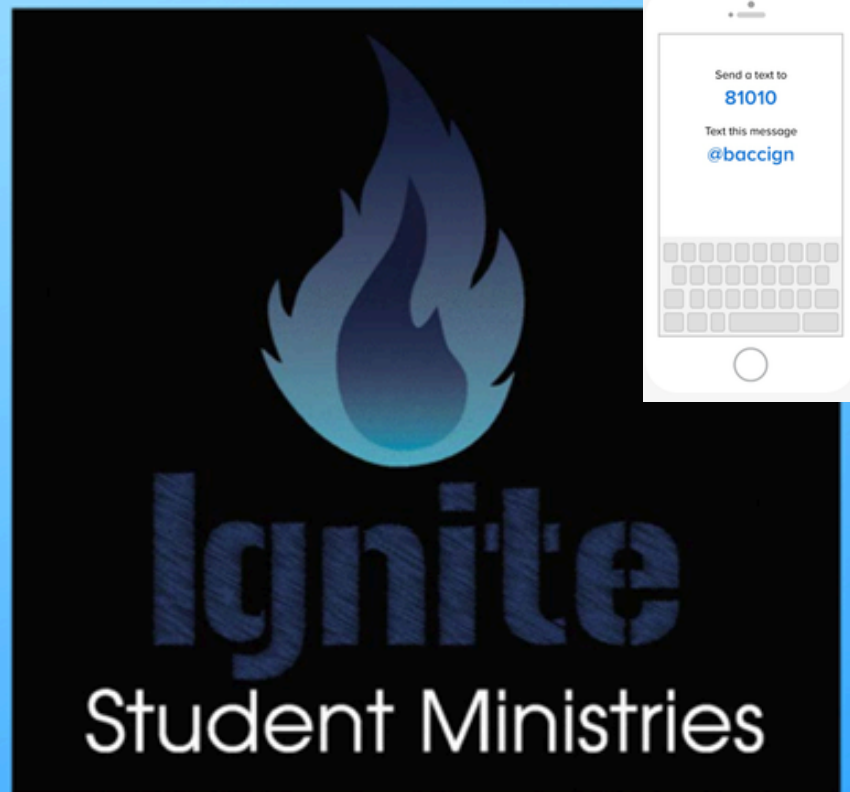 Send a text to
81010
Text this message
@baccign
Ignite
Student Ministries